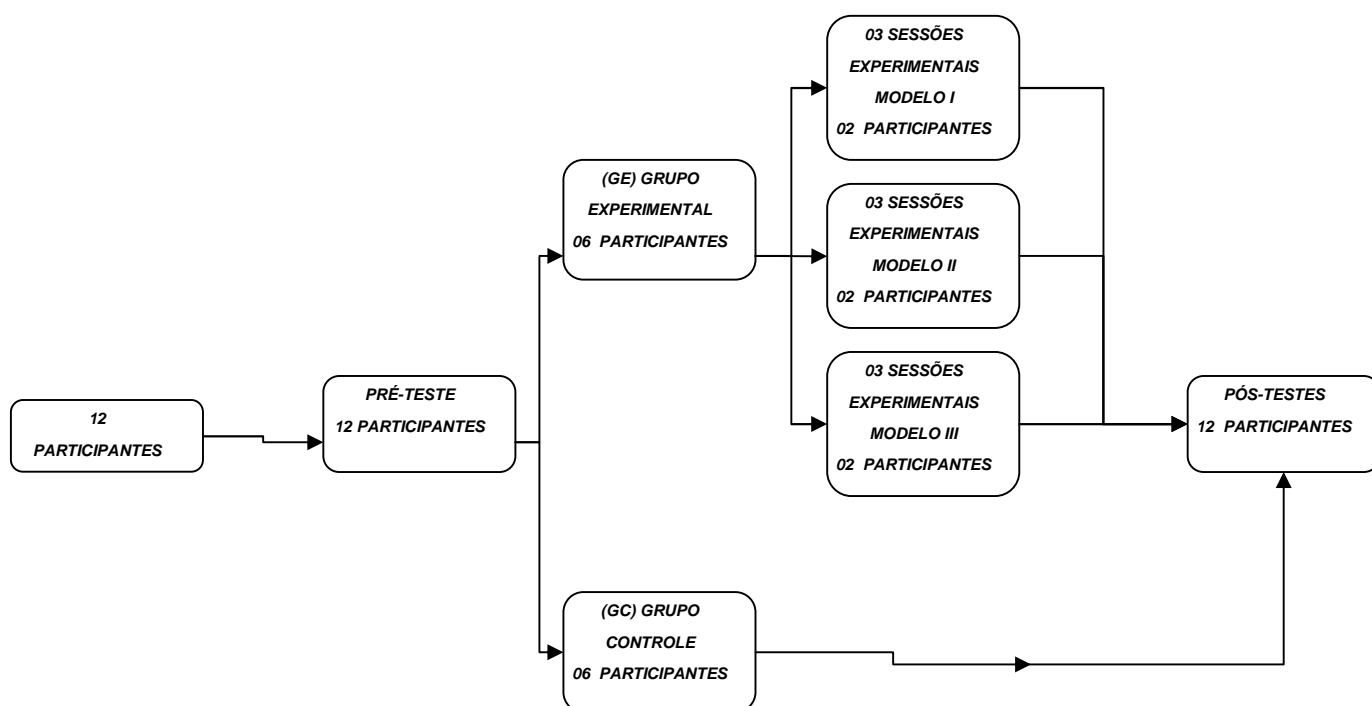 12
PARTICIPANTES
PRÉ-TESTE
12 PARTICIPANTES
(GE) GRUPO
EXPERIMENTAL
06 PARTICIPANTES
03 SESSÕES
EXPERIMENTAIS
MODELO I
02 PARTICIPANTES
03 SESSÕES
EXPERIMENTAIS
MODELO II
02 PARTICIPANTES
03 SESSÕES
EXPERIMENTAIS
MODELO III
02 PARTICIPANTES
(GC) GRUPO
CONTROLE
06 PARTICIPANTES
PÓS-TESTES
12 PARTICIPANTES